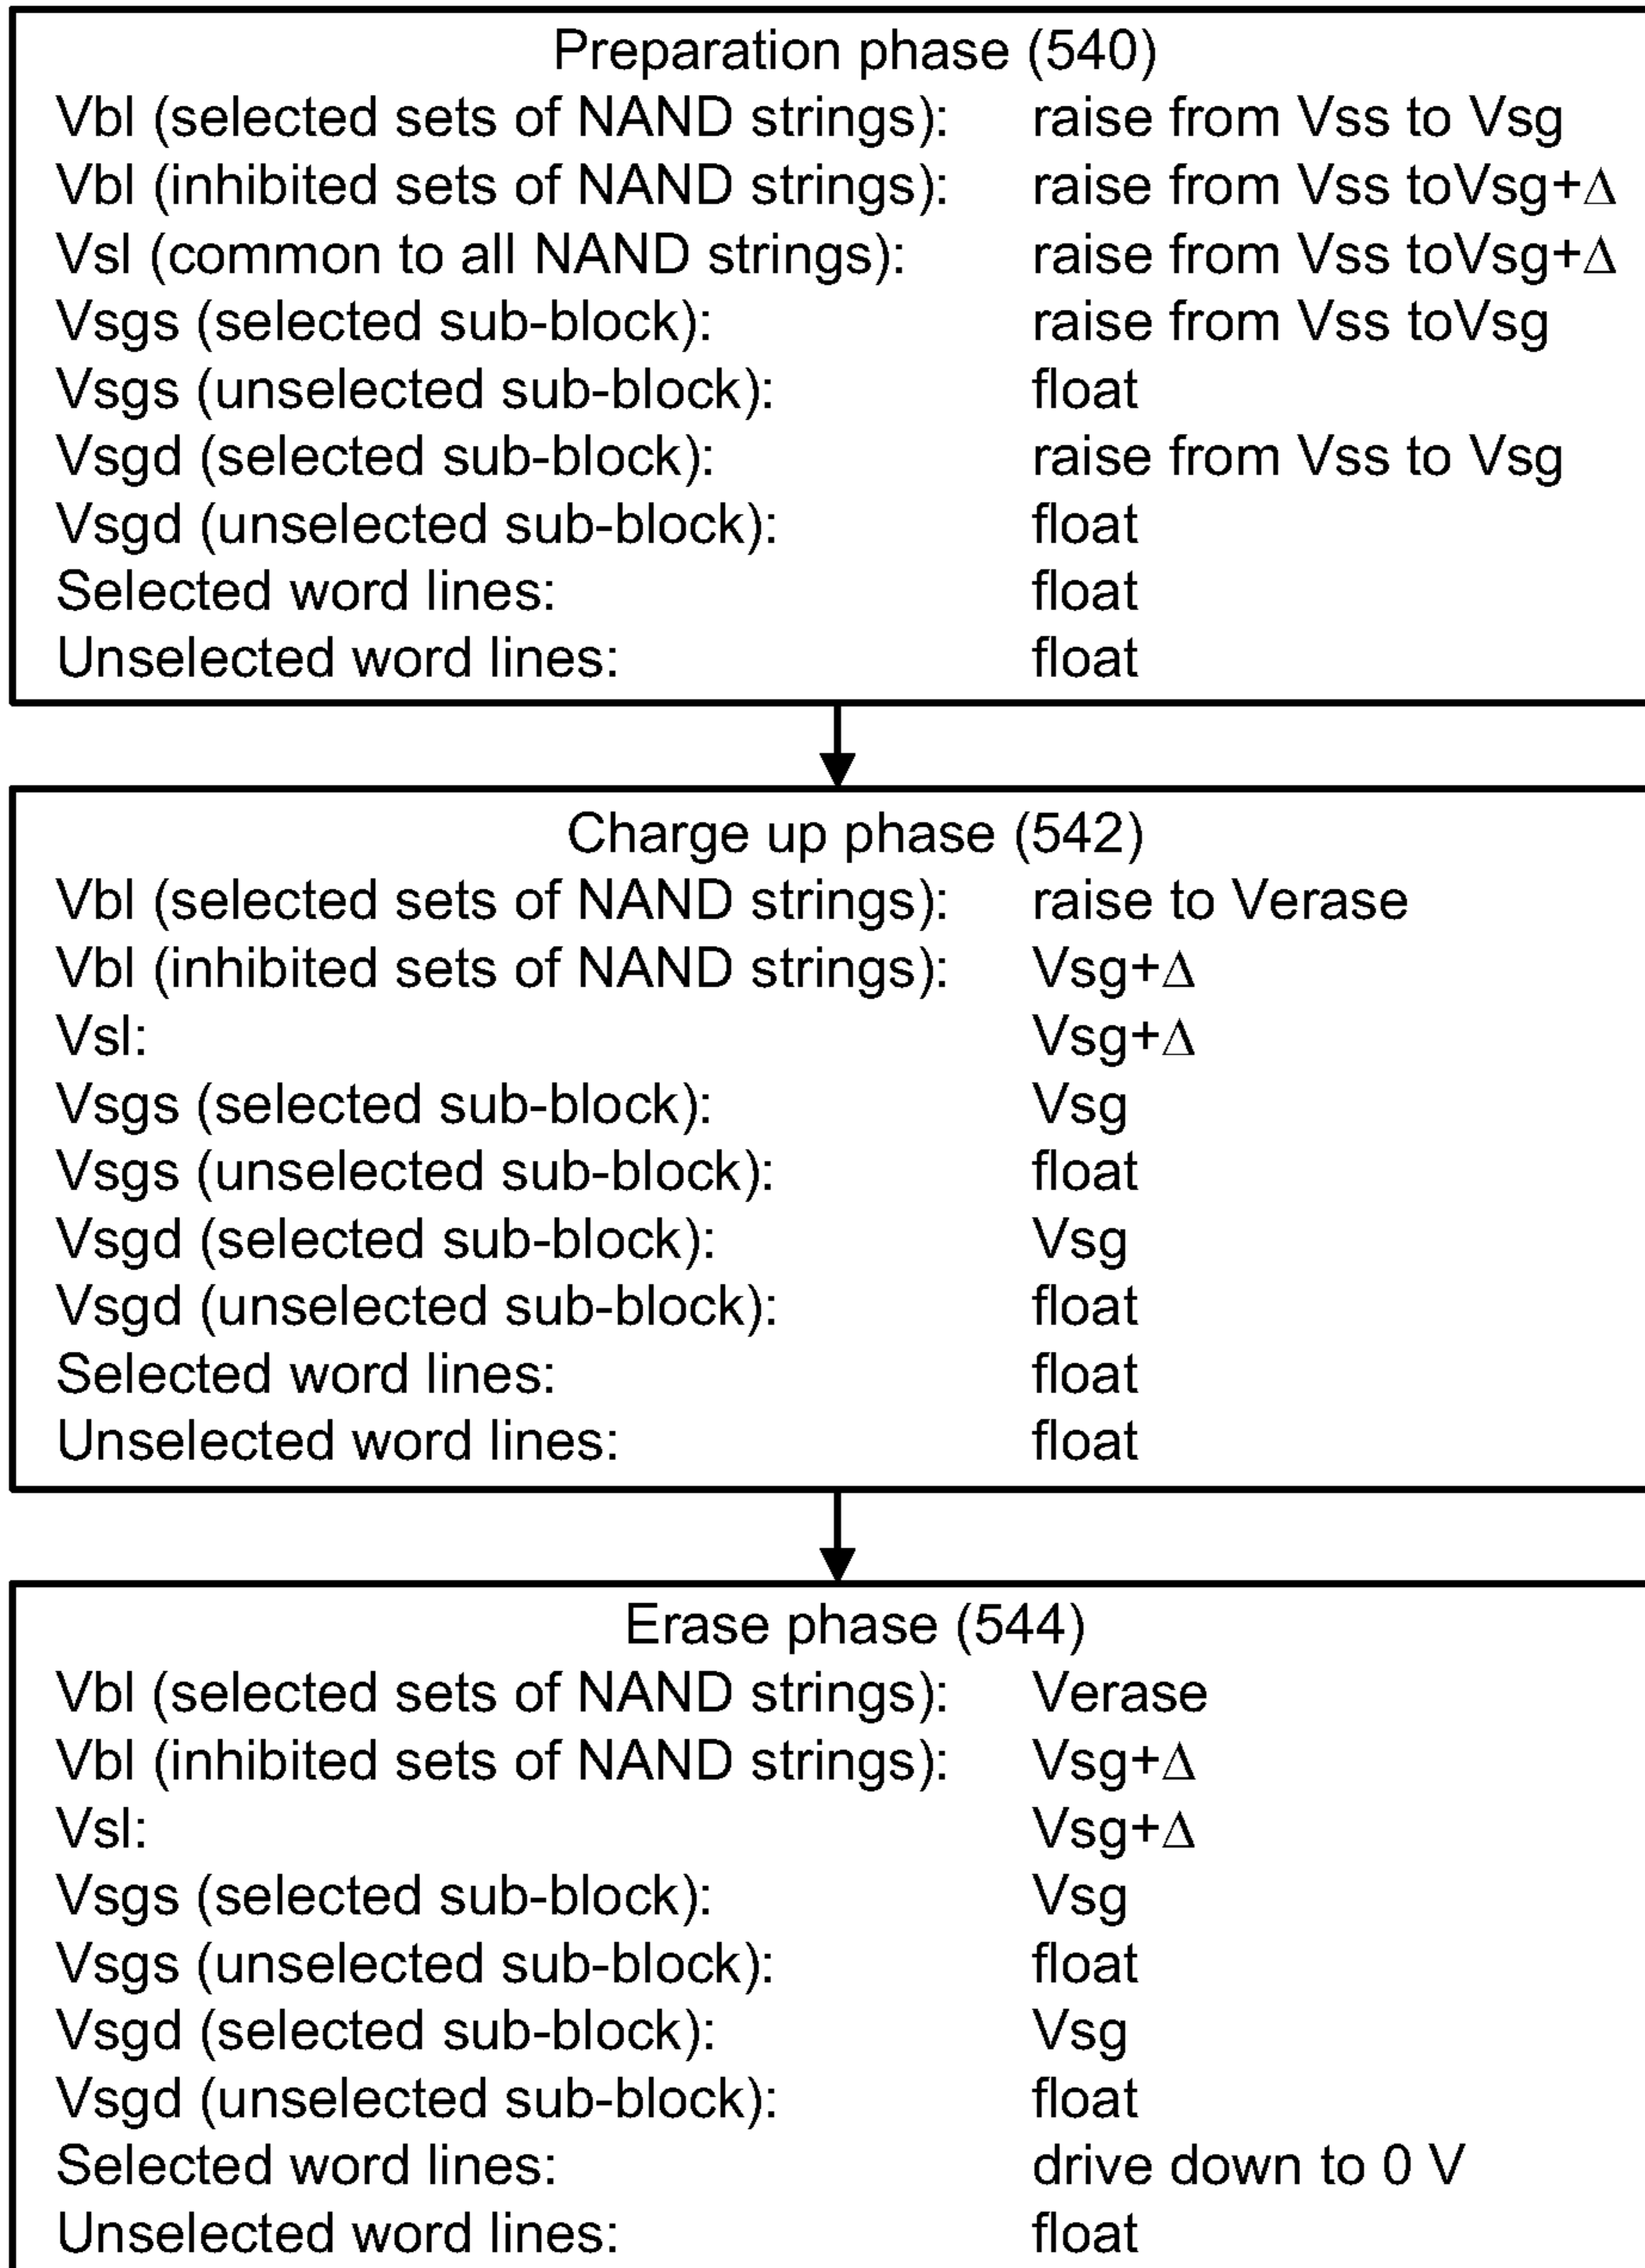 Preparation phase (540)
Vbl (selected sets of NAND strings): raise from Vss to Vsg
Vbl (inhibited sets of NAND strings): raise from Vss toVsg+Δ
Vsl (common to all NAND strings): raise from Vss toVsg+Δ
Vsgs (selected sub-block): raise from Vss toVsg
Vsgs (unselected sub-block): float
Vsgd (selected sub-block): raise from Vss to Vsg
Vsgd (unselected sub-block): float
Selected word lines: float
Unselected word lines: float
Charge up phase (542)
Vbl (selected sets of NAND strings): raise to Verase
Vbl (inhibited sets of NAND strings): Vsg+Δ
Vsl: Vsg+Δ
Vsgs (selected sub-block): Vsg
Vsgs (unselected sub-block): float
Vsgd (selected sub-block): Vsg
Vsgd (unselected sub-block): float
Selected word lines: float
Unselected word lines: float
Erase phase (544)
Vbl (selected sets of NAND strings): Verase
Vbl (inhibited sets of NAND strings): Vsg+Δ
Vsl: Vsg+Δ
Vsgs (selected sub-block): Vsg
Vsgs (unselected sub-block): float
Vsgd (selected sub-block): Vsg
Vsgd (unselected sub-block): float
Selected word lines: drive down to 0 V
Unselected word lines: float